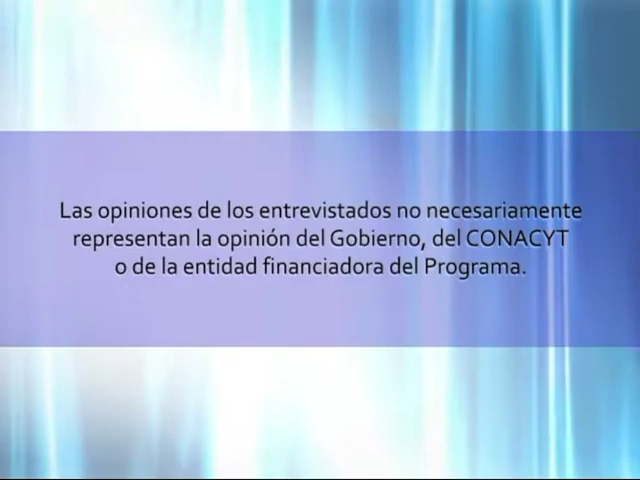 Las opiniones de los entrevistados no necesariamente
representan la opinión del Gobierno, del CONACYT
o de la entidad financiadora del Programa.